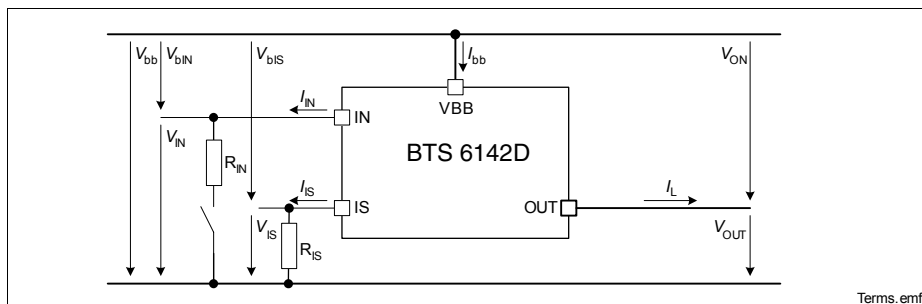 Vbb
VbIN
VbIS
Ibb
VON
VBB
IIN
IN
VIN
RIN
BTS 6142D
IIS
IS
OUT
IL
VIS
RIS
VOUT
Terms.emf